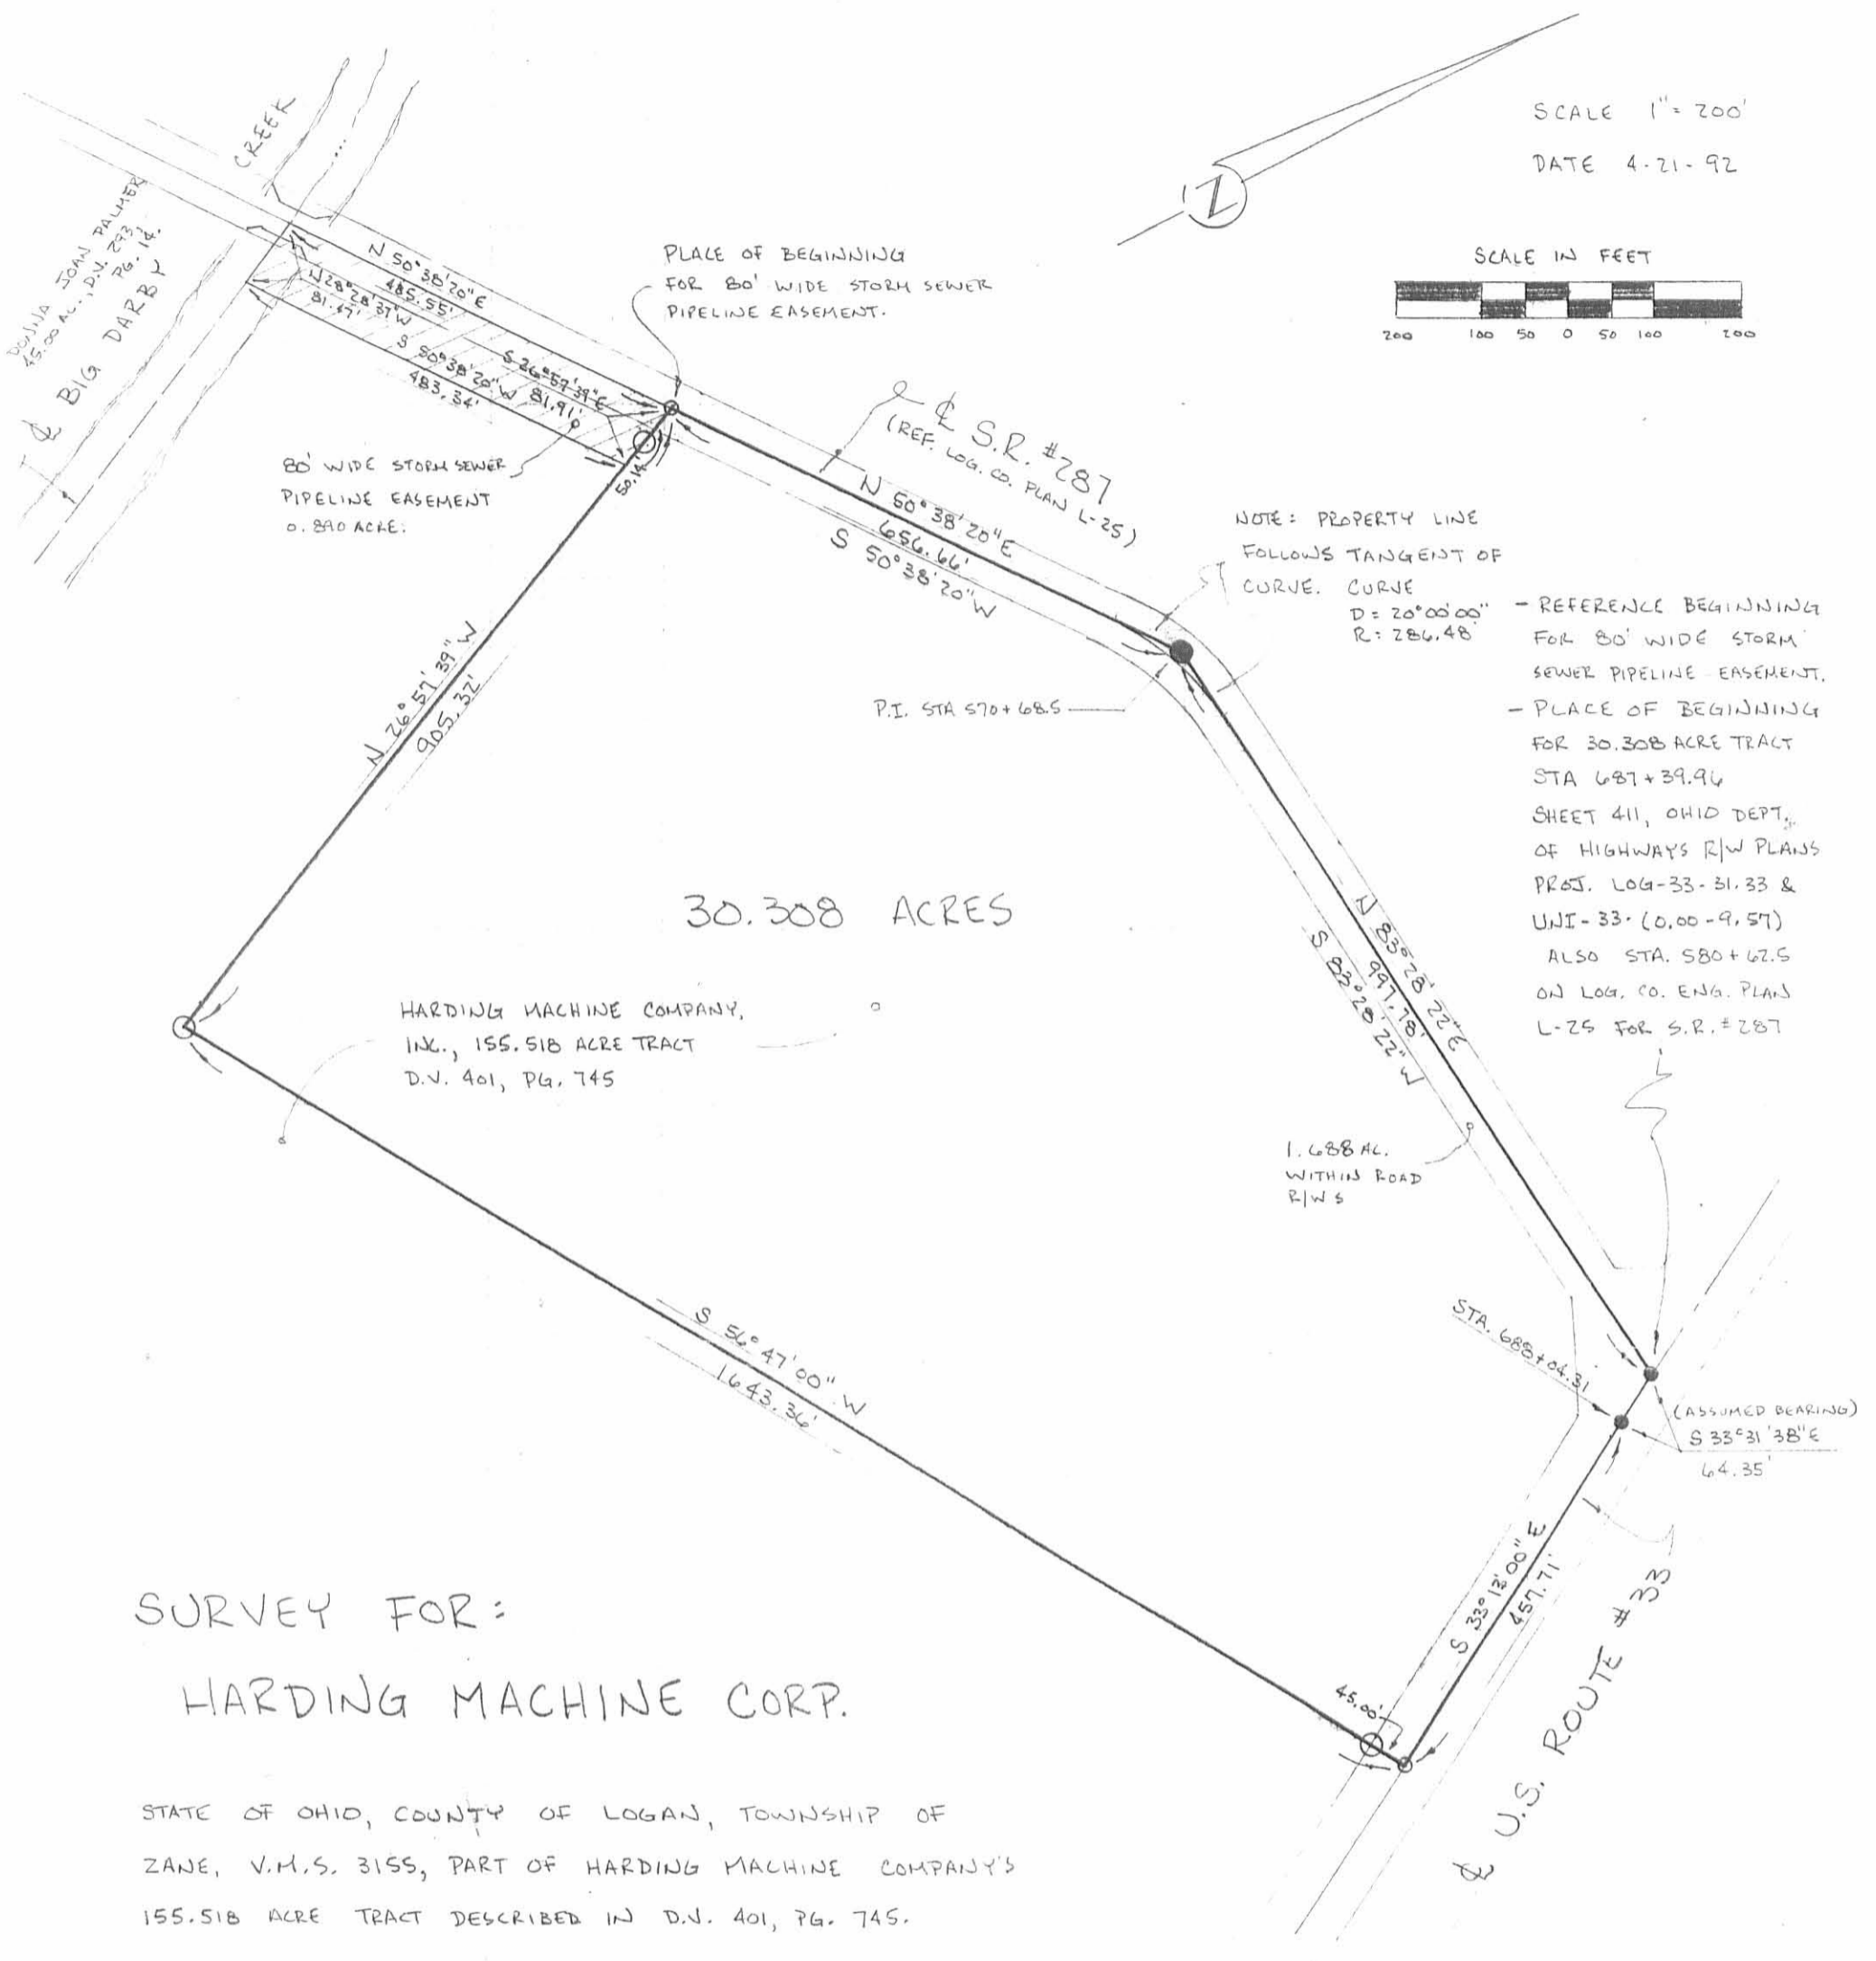 SCALE 1" = 200'
DATE 4-21-92
SCALE IN FEET
200 100 50 0 50 100 200
N
CREEK
DONNA JOAN PALMER
45.00 AC., D.V. 293
PG. 14.
℄ BIG DARBY
N 50° 38' 20" E
485.55'
N 28° 28' 37" W
81.47'
S 50° 38' 20" W
483.34'
S 26° 57' 39" E
81.91'
50.14'
PLACE OF BEGINNING
FOR 80' WIDE STORM SEWER
PIPELINE EASEMENT.
80' WIDE STORM SEWER
PIPELINE EASEMENT
0.890 ACRE.
℄ S.R. #287
(REF. LOG. CO. PLAN L-25)
N 50° 38' 20" E
656.66'
S 50° 38' 20" W
NOTE: PROPERTY LINE
FOLLOWS TANGENT OF
CURVE. CURVE
D = 20° 00' 00"
R = 286.48
P.I. STA 570 + 68.5
- REFERENCE BEGINNING
FOR 80' WIDE STORM
SEWER PIPELINE EASEMENT.
- PLACE OF BEGINNING
FOR 30.308 ACRE TRACT
STA 687 + 39.96
SHEET 411, OHIO DEPT.
OF HIGHWAYS R/W PLANS
PROJ. LOG-33-31.33 &
UNI-33-(0.00-9.57)
ALSO STA. 580 + 62.5
ON LOG. CO. ENG. PLAN
L-25 FOR S.R. #287
N 26° 57' 39" W
905.32'
30.308 ACRES
HARDING MACHINE COMPANY,
INC., 155.518 ACRE TRACT
D.V. 401, PG. 745
N 83° 28' 22" E
997.78'
S 83° 28' 22" W
1.688 AC.
WITHIN ROAD
R/W S
STA. 688+04.31
(ASSUMED BEARING)
S 33° 31' 38" E
64.35'
S 33° 13' 00" E
457.71'
S 56° 47' 00" W
1643.36'
45.00'
℄ U.S. ROUTE #33
SURVEY FOR:
HARDING MACHINE CORP.
STATE OF OHIO, COUNTY OF LOGAN, TOWNSHIP OF
ZANE, V.M.S. 3155, PART OF HARDING MACHINE COMPANY'S
155.518 ACRE TRACT DESCRIBED IN D.V. 401, PG. 745.